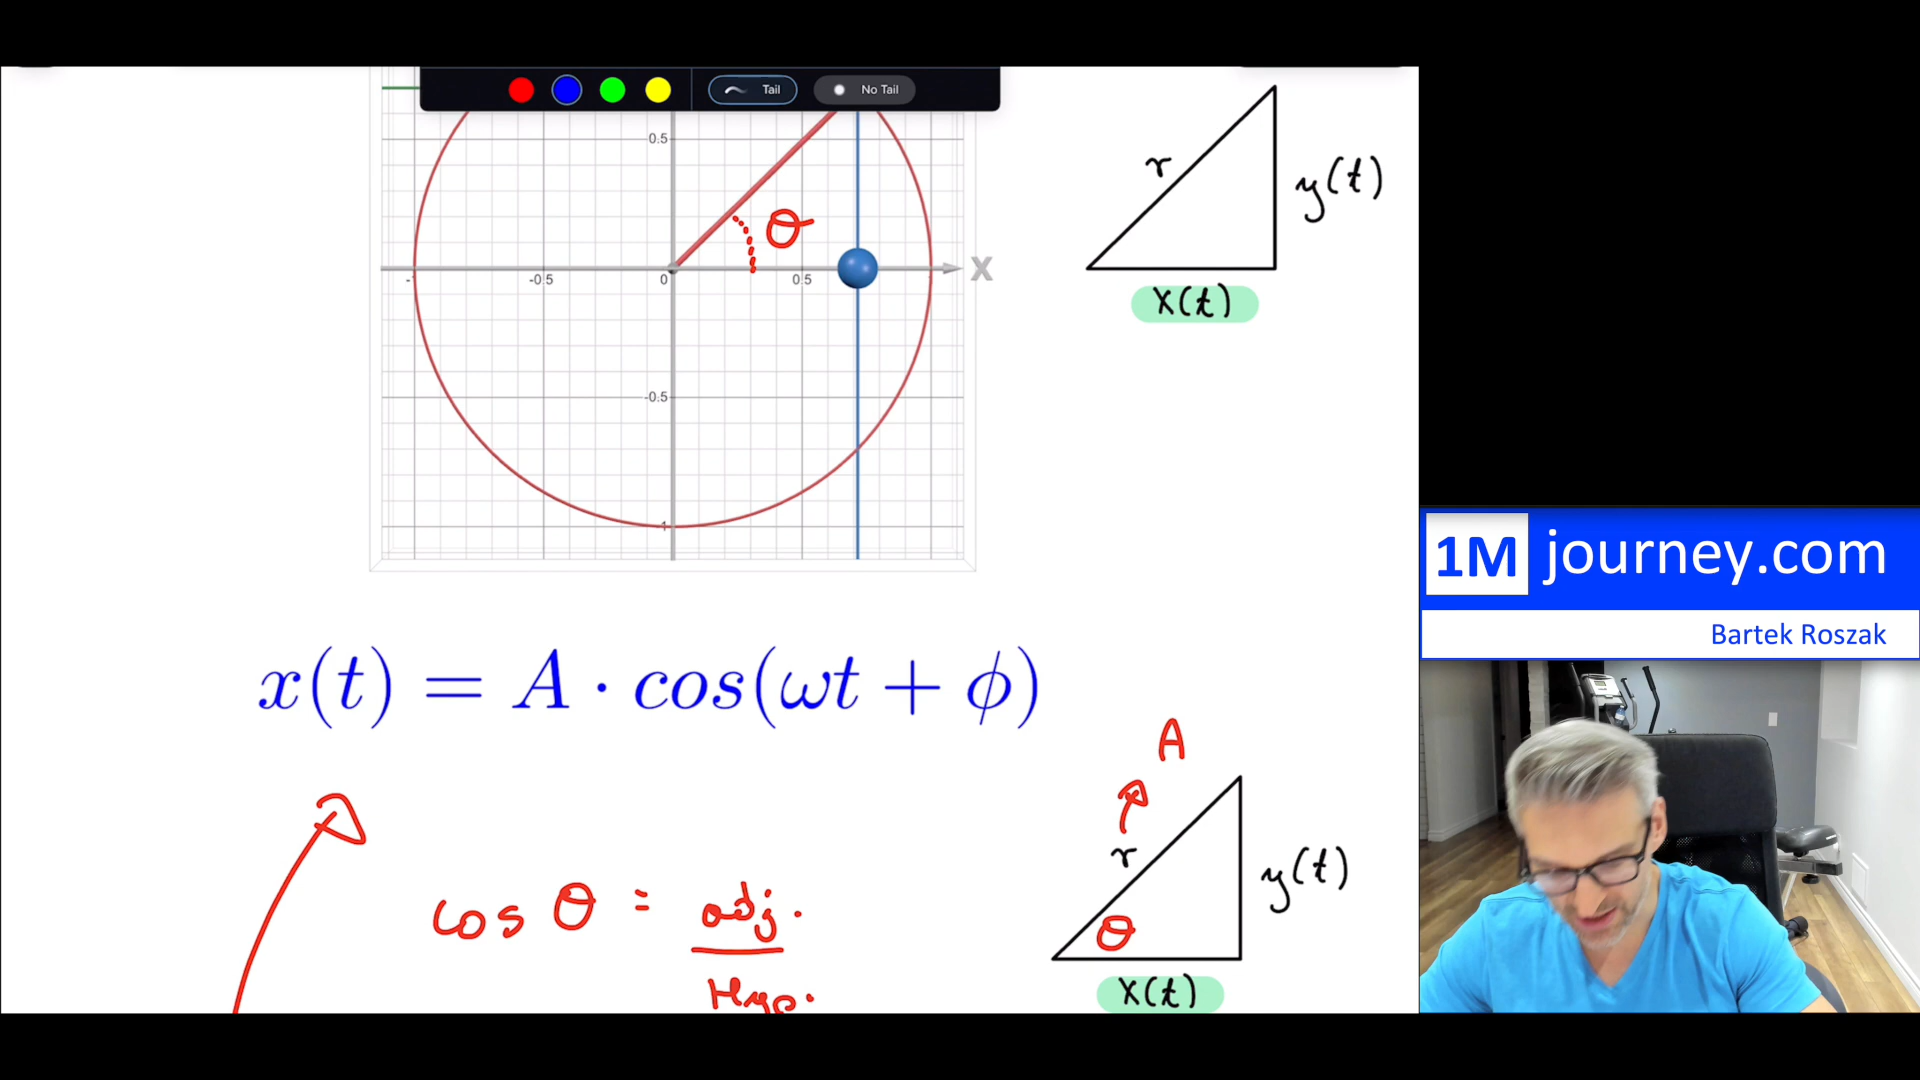 Tail No Tail
0.5
r
y(t)
θ
-0.5 0 0.5 X
X(t)
-0.5
-1
1M journey.com
Bartek Roszak
x(t) = A · cos(ωt + ϕ)
A
r
y(t)
cos θ = adj.
Hyp.
θ
X(t)